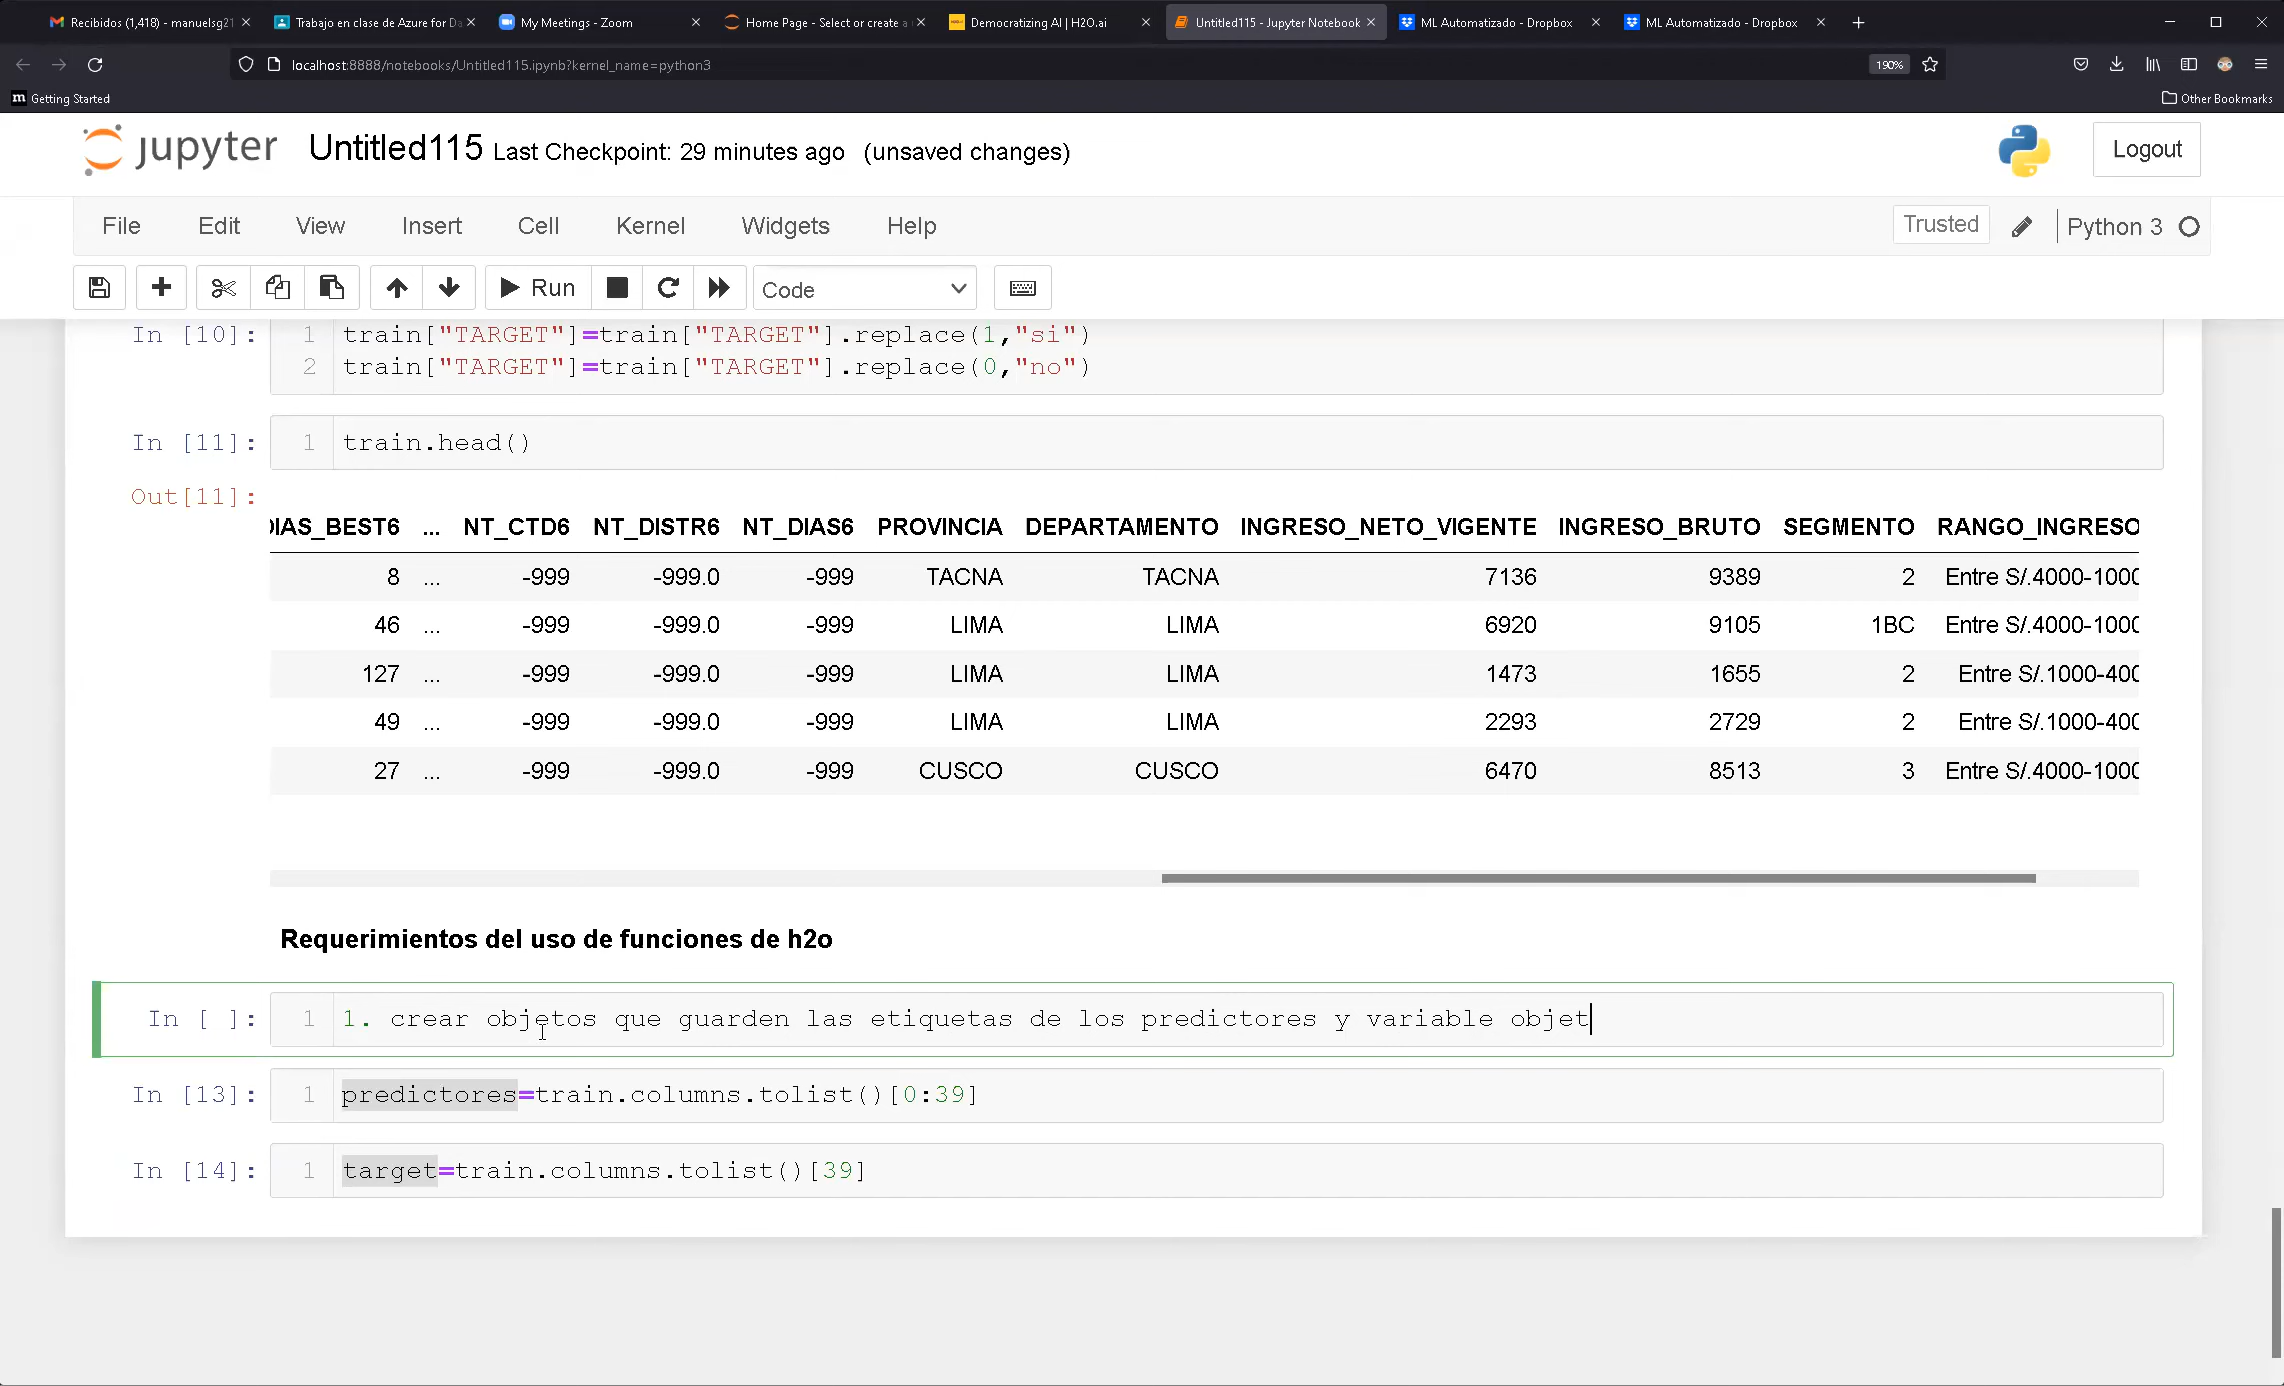 Recibidos (1,418) - manuelsg21
Trabajo en clase de Azure for Da
My Meetings - Zoom
Home Page - Select or create a
Democratizing AI | H2O.ai
Untitled115 - Jupyter Notebook
ML Automatizado - Dropbox
ML Automatizado - Dropbox
localhost:8888/notebooks/Untitled115.ipynb?kernel_name=python3
190%
m Getting Started
Other Bookmarks
jupyter Untitled115 Last Checkpoint: 29 minutes ago (unsaved changes)
Logout
File Edit View Insert Cell Kernel Widgets Help
Trusted
Python 3
Run
Code
In [10]: 1 train["TARGET"]=train["TARGET"].replace(1,"si")
2 train["TARGET"]=train["TARGET"].replace(0,"no")
In [11]: 1 train.head()
Out[11]:
DIAS_BEST6 ... NT_CTD6 NT_DISTR6 NT_DIAS6 PROVINCIA DEPARTAMENTO INGRESO_NETO_VIGENTE INGRESO_BRUTO SEGMENTO RANGO_INGRESO
8 ... -999 -999.0 -999 TACNA TACNA 7136 9389 2 Entre S/.4000-1000
46 ... -999 -999.0 -999 LIMA LIMA 6920 9105 1BC Entre S/.4000-1000
127 ... -999 -999.0 -999 LIMA LIMA 1473 1655 2 Entre S/.1000-400
49 ... -999 -999.0 -999 LIMA LIMA 2293 2729 2 Entre S/.1000-400
27 ... -999 -999.0 -999 CUSCO CUSCO 6470 8513 3 Entre S/.4000-1000
Requerimientos del uso de funciones de h2o
In [ ]: 1 1. crear objetos que guarden las etiquetas de los predictores y variable objet
In [13]: 1 predictores=train.columns.tolist()[0:39]
In [14]: 1 target=train.columns.tolist()[39]